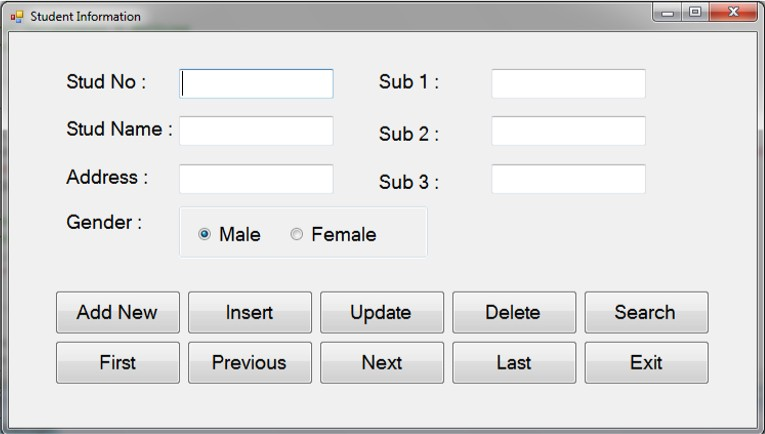 Student Information
Stud No :
Sub 1 :
Stud Name :
Sub 2 :
Address :
Sub 3 :
Gender :
Male Female
Add New Insert Update Delete Search
First Previous Next Last Exit